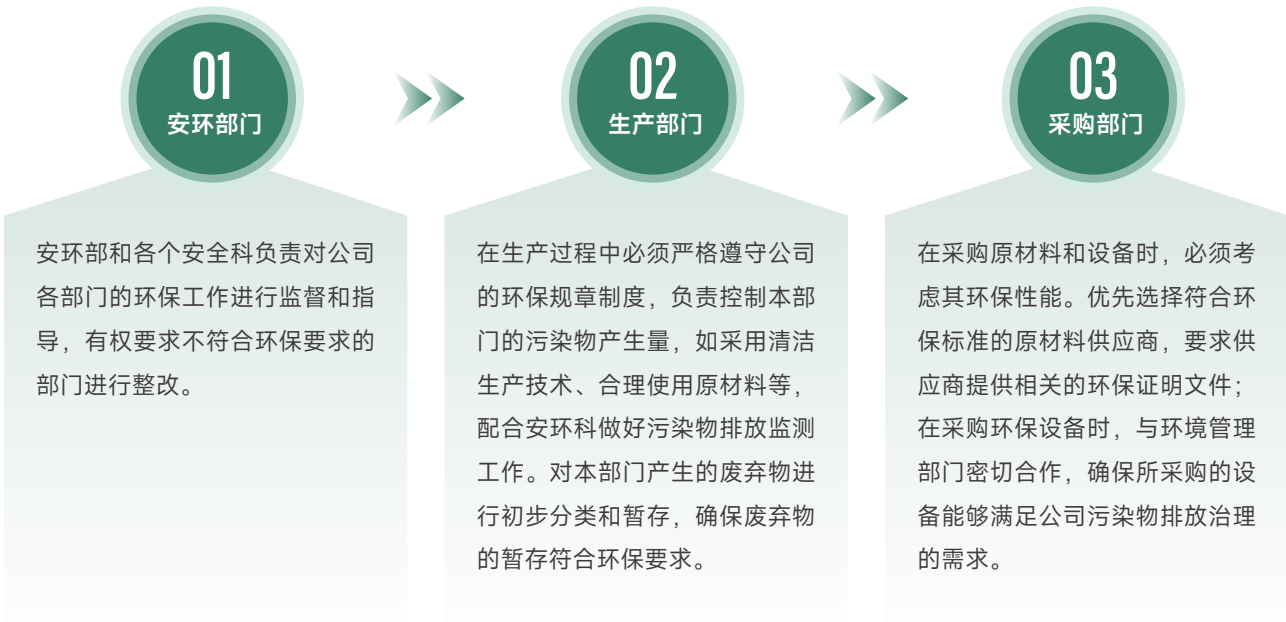 01
安环部门
安环部和各个安全科负责对公司
各部门的环保工作进行监督和指
导，有权要求不符合环保要求的
部门进行整改。
02
生产部门
在生产过程中必须严格遵守公司
的环保规章制度，负责控制本部
门的污染物产生量，如采用清洁
生产技术、合理使用原材料等，
配合安环科做好污染物排放监测
工作。对本部门产生的废弃物进
行初步分类和暂存，确保废弃物
的暂存符合环保要求。
03
采购部门
在采购原材料和设备时，必须考
虑其环保性能。优先选择符合环
保标准的原材料供应商，要求供
应商提供相关的环保证明文件；
在采购环保设备时，与环境管理
部门密切合作，确保所采购的设
备能够满足公司污染物排放治理
的需求。